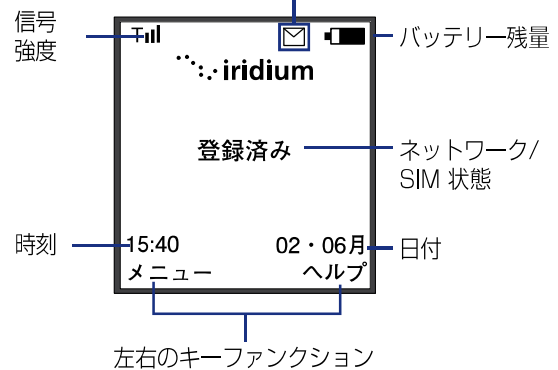 信号
強度
バッテリー残量
iridium
登録済み
ネットワーク/
SIM 状態
時刻
15:40
02・06月
日付
メニュー
ヘルプ
左右のキーファンクション